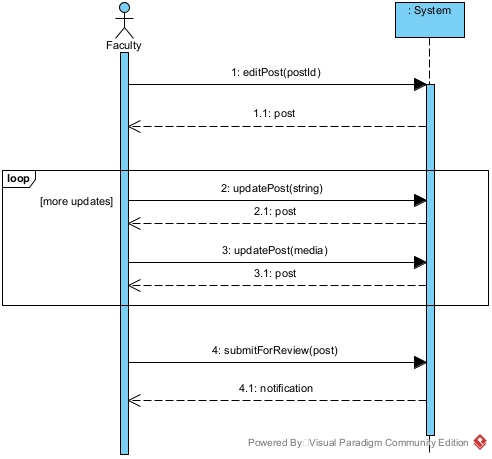 : System
Faculty
1: editPost(postId)
1.1: post
loop
[more updates]
2: updatePost(string)
2.1: post
3: updatePost(media)
3.1: post
4: submitForReview(post)
4.1: notification
Powered By Visual Paradigm Community Edition